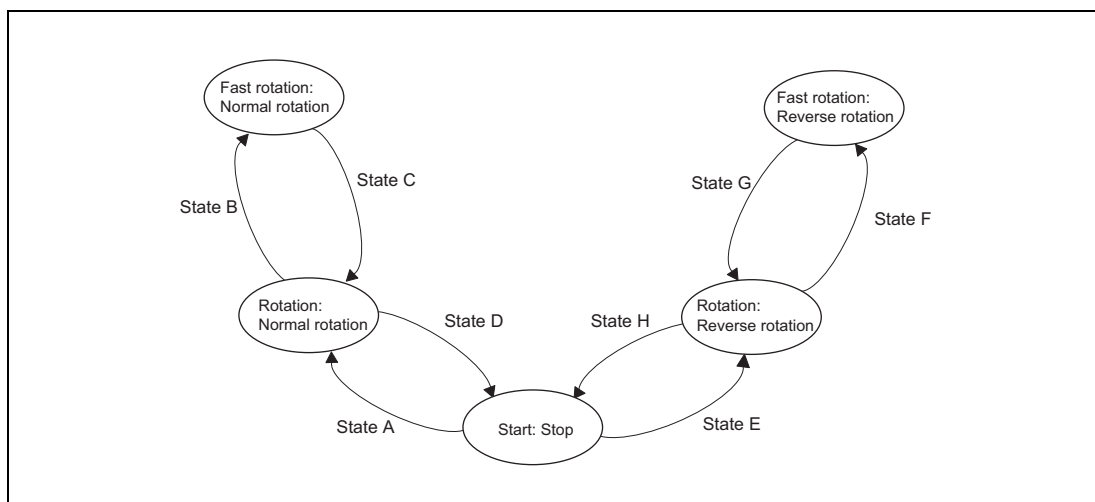 Fast rotation:
Normal rotation
Fast rotation:
Reverse rotation
State C
State G
State B
State F
Rotation:
Normal rotation
Rotation:
Reverse rotation
State D
State H
State A
Start: Stop
State E